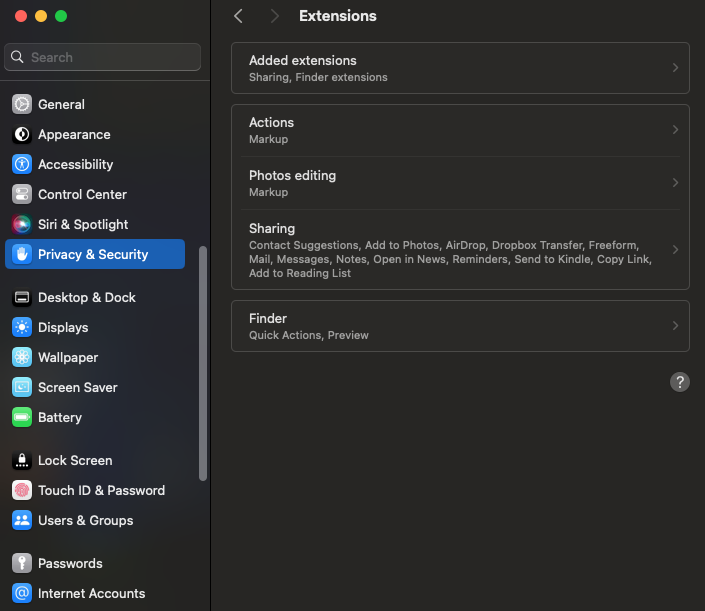 Extensions
Search
General
Appearance
Accessibility
Control Center
Siri & Spotlight
Privacy & Security
Desktop & Dock
Displays
Wallpaper
Screen Saver
Battery
Lock Screen
Touch ID & Password
Users & Groups
Passwords
Internet Accounts
Added extensions
Sharing, Finder extensions
Actions
Markup
Photos editing
Markup
Sharing
Contact Suggestions, Add to Photos, AirDrop, Dropbox Transfer, Freeform,
Mail, Messages, Notes, Open in News, Reminders, Send to Kindle, Copy Link,
Add to Reading List
Finder
Quick Actions, Preview
?